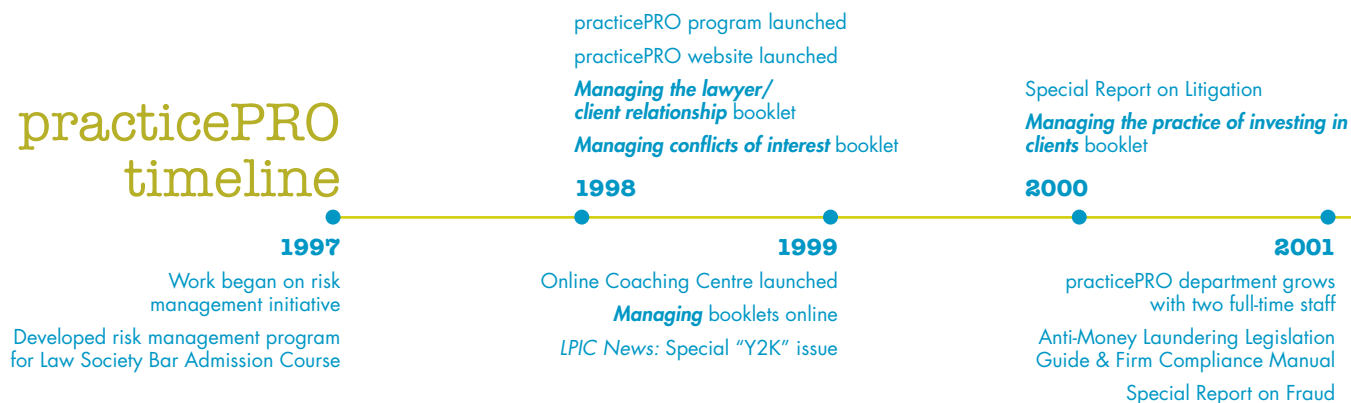 practicePRO
timeline
1997
Work began on risk
management initiative
Developed risk management program
for Law Society Bar Admission Course
practicePRO program launched
practicePRO website launched
Managing the lawyer/
client relationship booklet
Managing conflicts of interest booklet
1998
1999
Online Coaching Centre launched
Managing booklets online
LPIC News: Special “Y2K” issue
Special Report on Litigation
Managing the practice of investing in
clients booklet
2000
2001
practicePRO department grows
with two full-time staff
Anti-Money Laundering Legislation
Guide & Firm Compliance Manual
Special Report on Fraud